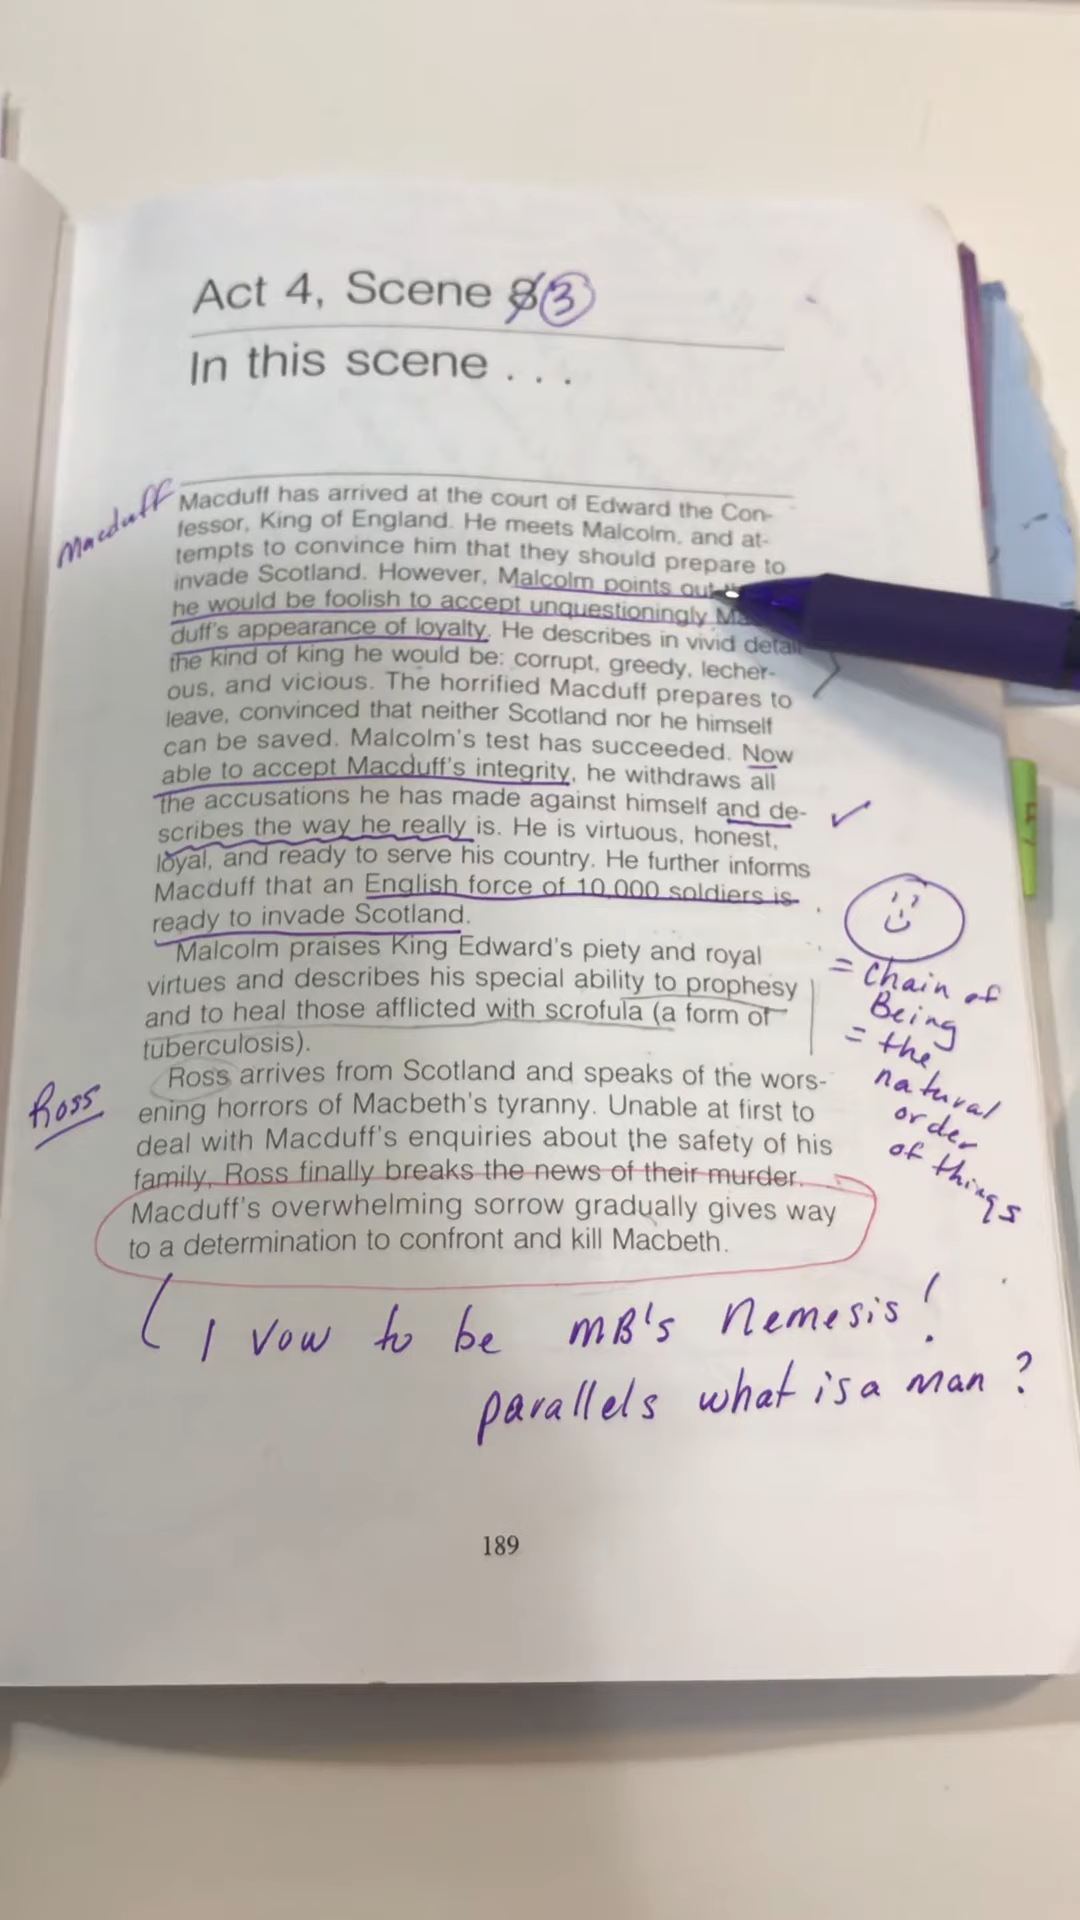 Act 4, Scene 8 3
In this scene . . .
Macduff
Macduff has arrived at the court of Edward the Con-
fessor, King of England. He meets Malcolm, and at-
tempts to convince him that they should prepare to
invade Scotland. However, Malcolm points out
he would be foolish to accept unquestioningly
duff's appearance of loyalty. He describes in vivid detail
the kind of king he would be: corrupt, greedy, lecher-
ous, and vicious. The horrified Macduff prepares to
leave, convinced that neither Scotland nor he himself
can be saved. Malcolm's test has succeeded. Now
able to accept Macduff's integrity, he withdraws all
the accusations he has made against himself and de-
scribes the way he really is. He is virtuous, honest,
loyal, and ready to serve his country. He further informs
Macduff that an English force of 10,000 soldiers is
ready to invade Scotland.
Malcolm praises King Edward's piety and royal
virtues and describes his special ability to prophesy
and to heal those afflicted with scrofula (a form of
tuberculosis).
= Chain of
Being
= the
natural
order
of things
Ross
Ross arrives from Scotland and speaks of the wors-
ening horrors of Macbeth's tyranny. Unable at first to
deal with Macduff's enquiries about the safety of his
family, Ross finally breaks the news of their murder.
Macduff's overwhelming sorrow gradually gives way
to a determination to confront and kill Macbeth.
I vow to be MB's nemesis!
parallels what is a man?
189